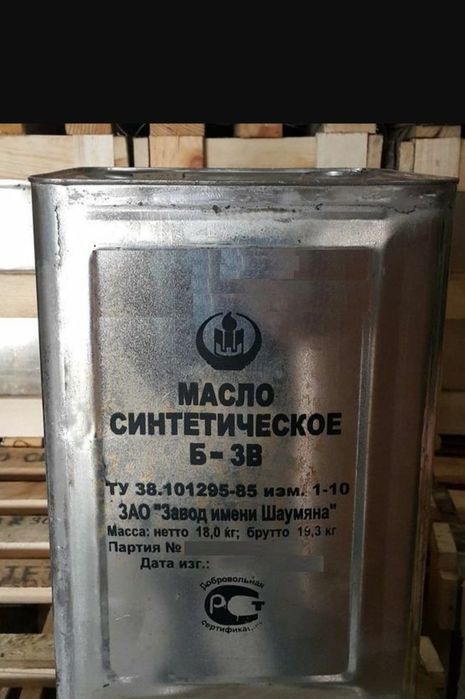 МАСЛО
СИНТЕТИЧЕСКОЕ
Б-3В
ТУ 38.101295-85 изм. 1-10
ЗАО "Завод имени Шаумяна"
Масса: нетто 18,0 кг; брутто 19,3 кг
Партия №
Дата изг.:
Добровольная
РСТ
сертификация